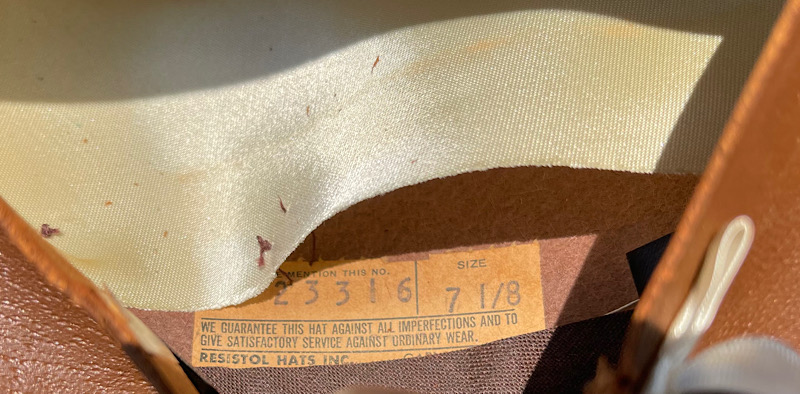 MENTION THIS NO.
SIZE
23316
7 1/8
WE GUARANTEE THIS HAT AGAINST ALL IMPERFECTIONS AND TO
GIVE SATISFACTORY SERVICE AGAINST ORDINARY WEAR.
RESISTOL HATS INC.